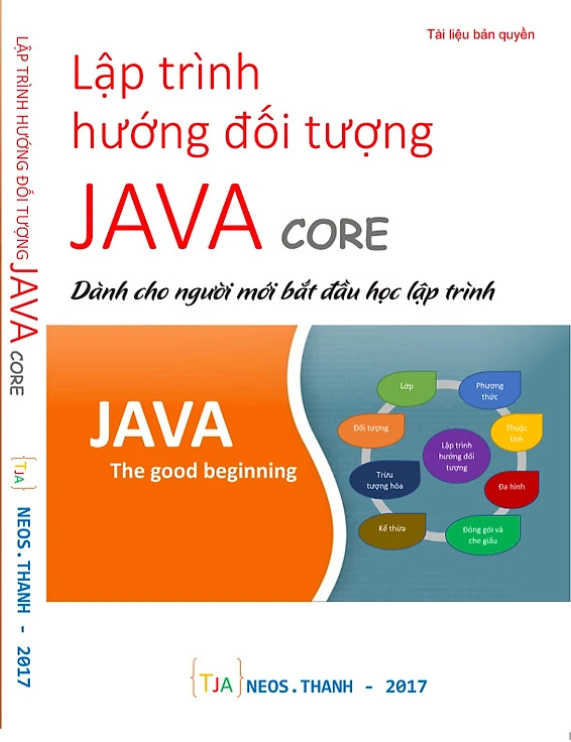 Tài liệu bản quyền
Lập trình
hướng đối tượng
JAVA CORE
Dành cho người mới bắt đầu học lập trình
JAVA
The good beginning
Lớp
Phương
thức
Thuộc
tính
Đa hình
Đóng gói và
che giấu
Kế thừa
Trừu
tượng hóa
Đối tượng
Lập trình
hướng đối
tượng
{TJA} NEOS.THANH - 2017
LẬP TRÌNH HƯỚNG ĐỐI TƯỢNG JAVA CORE {TJA} NEOS.THANH - 2017